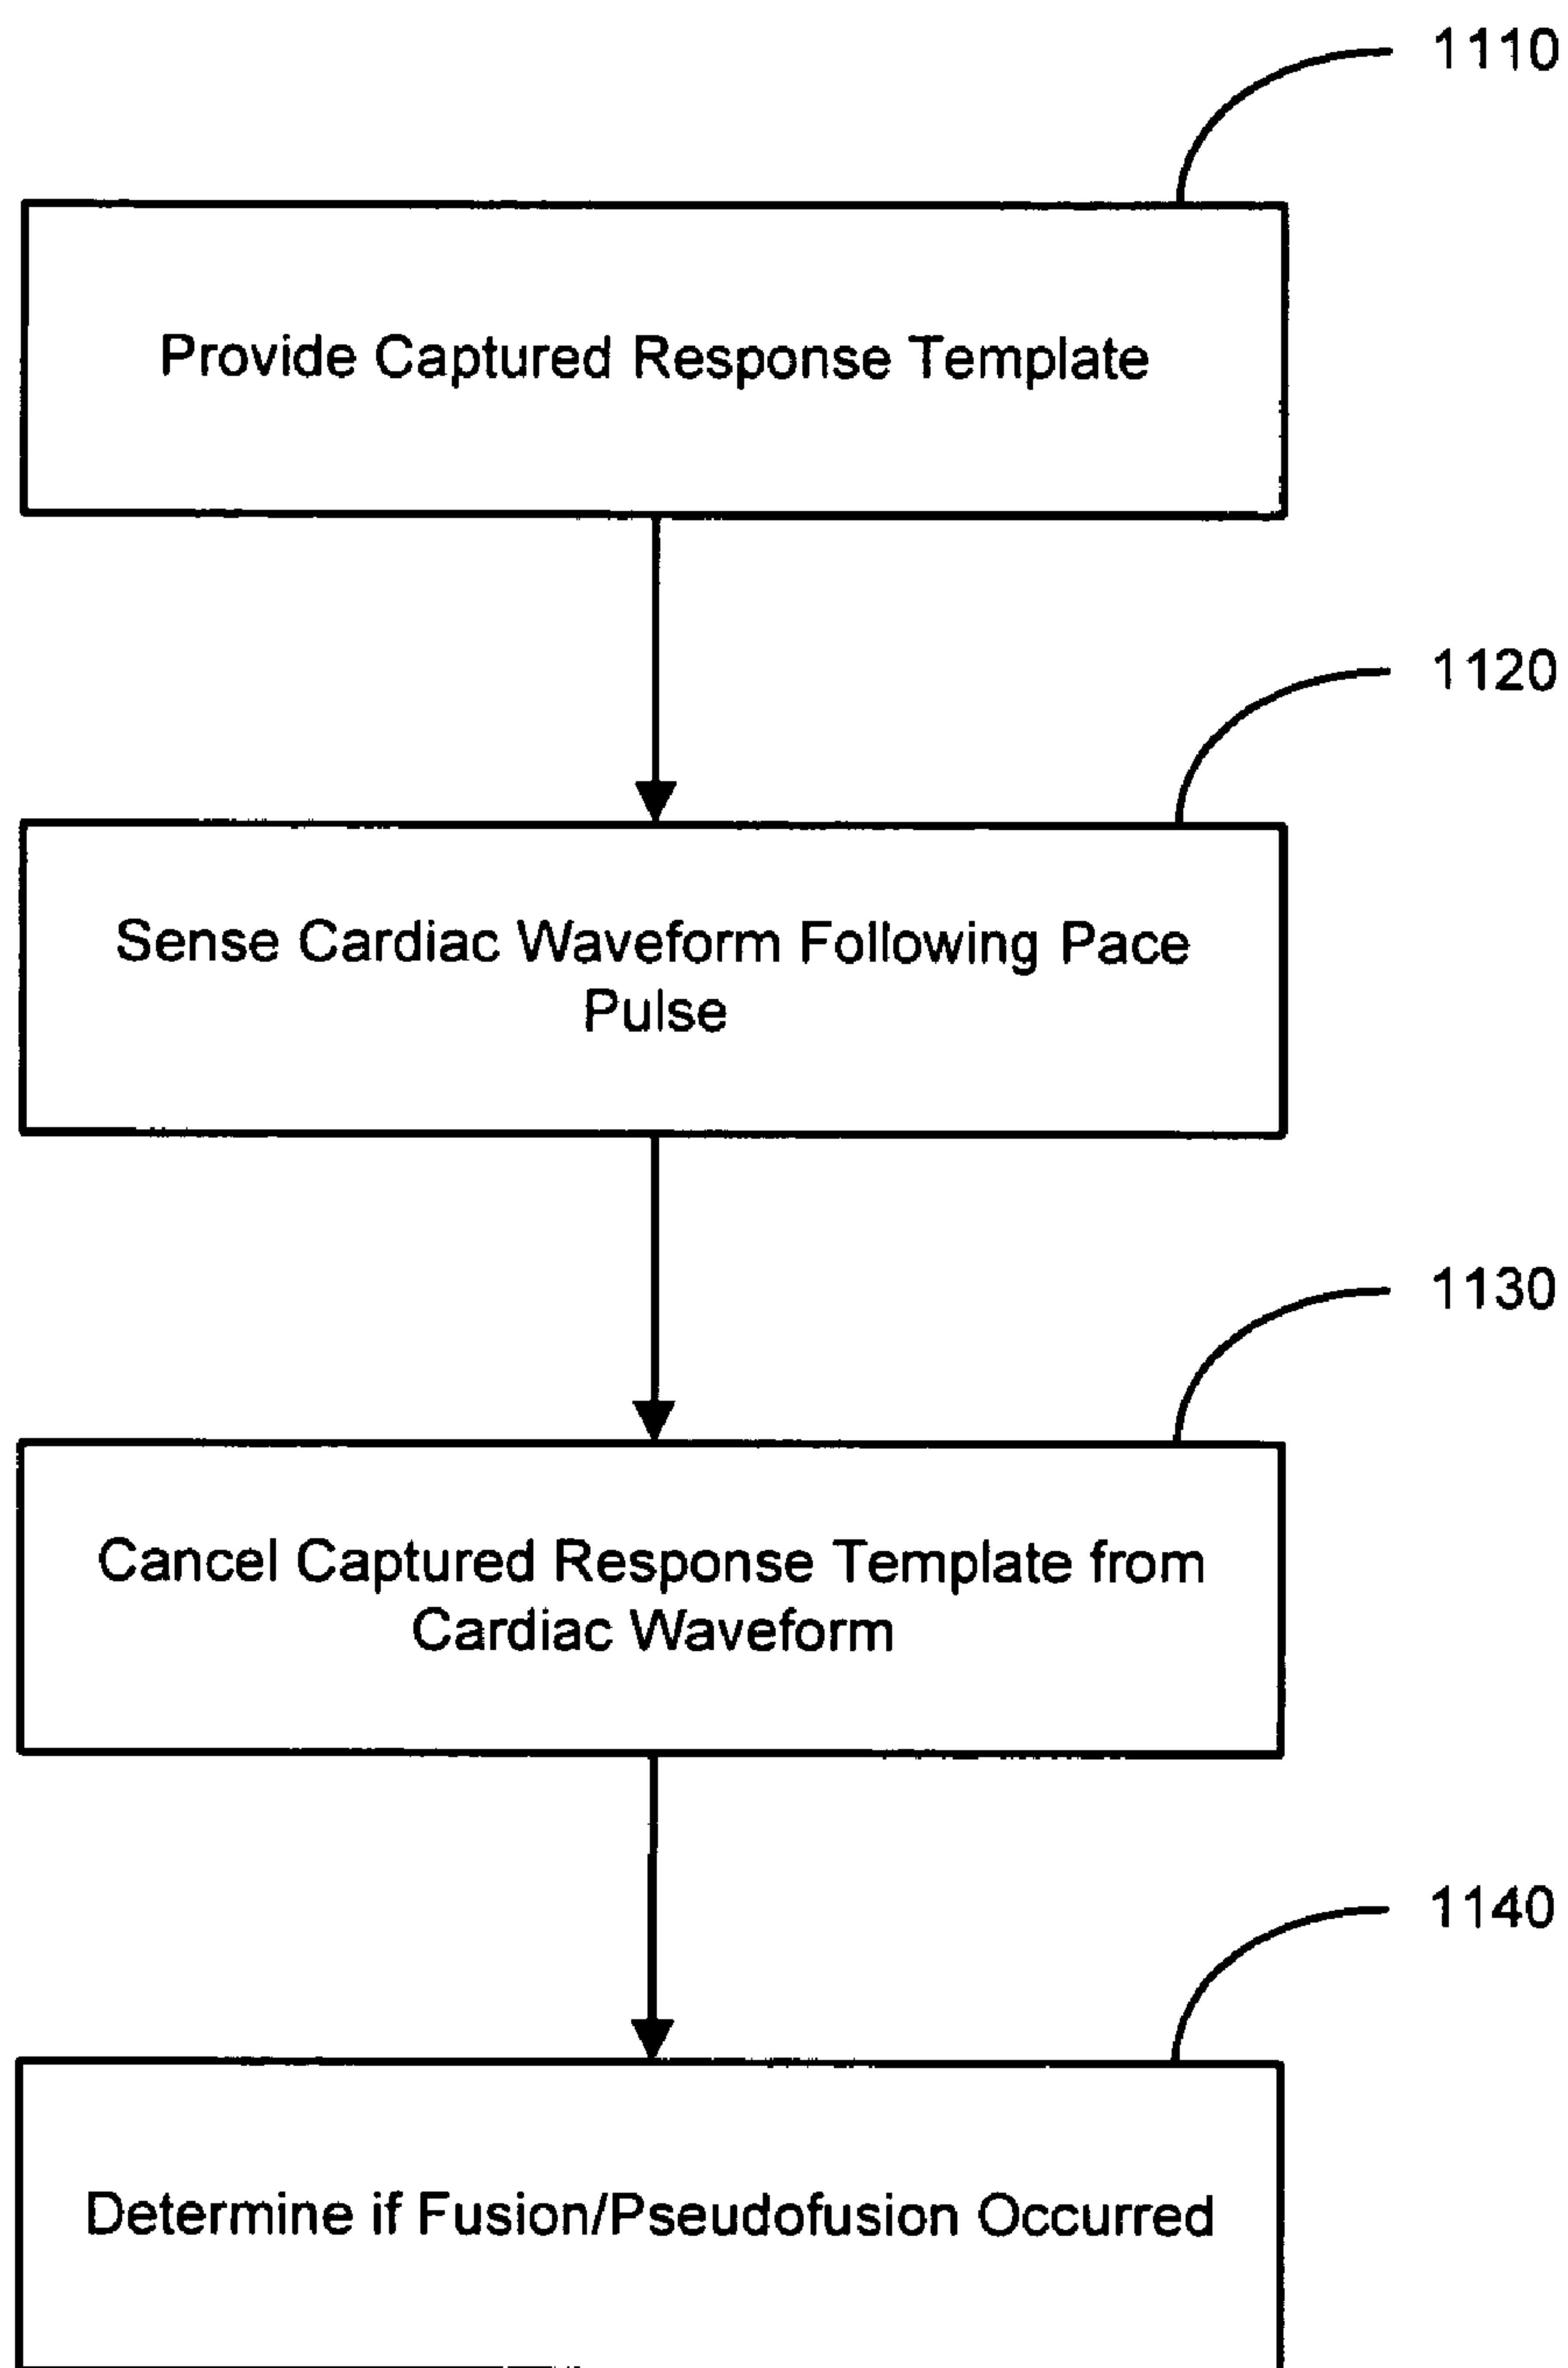 1110
Provide Captured Response Template
1120
Sense Cardiac Waveform Following Pace
Pulse
1130
Cancel Captured Response Template from
Cardiac Waveform
1140
Determine if Fusion/Pseudofusion Occurred